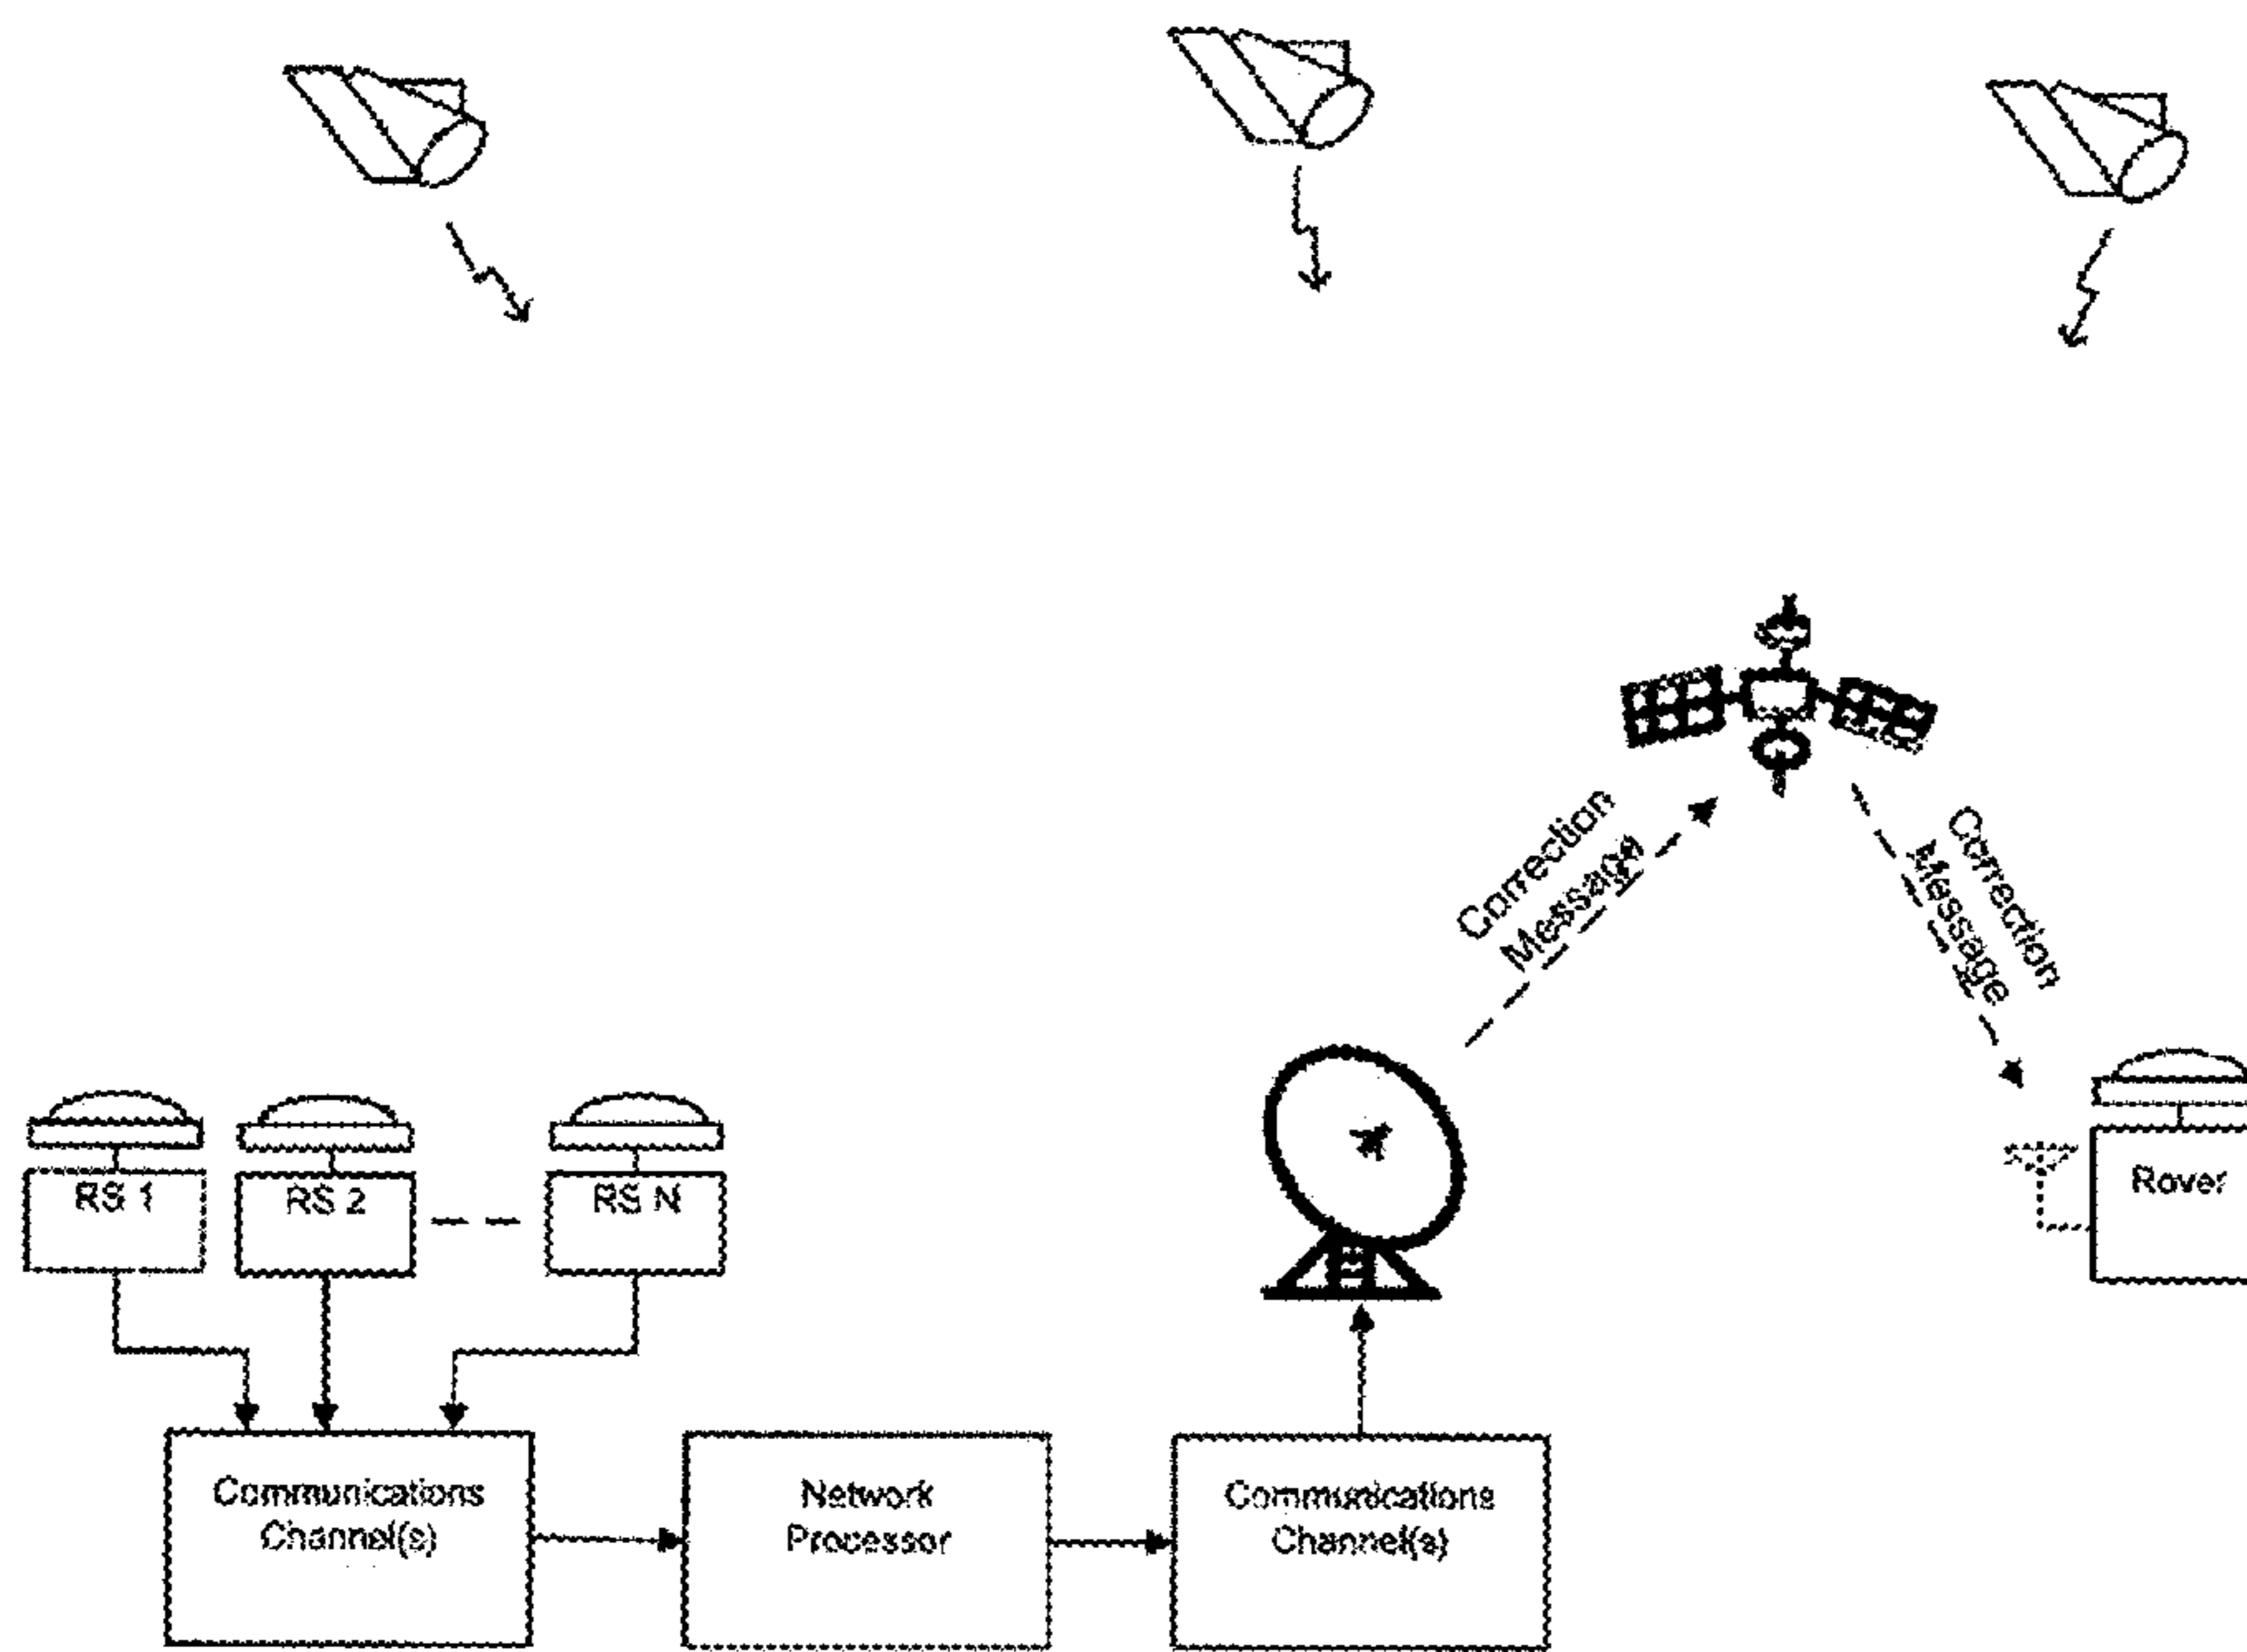 Correction
Message
Correction
Message
RS 1
RS 2
RS N
Rover
Communications
Channel(s)
Network
Processor
Communications
Channel(s)